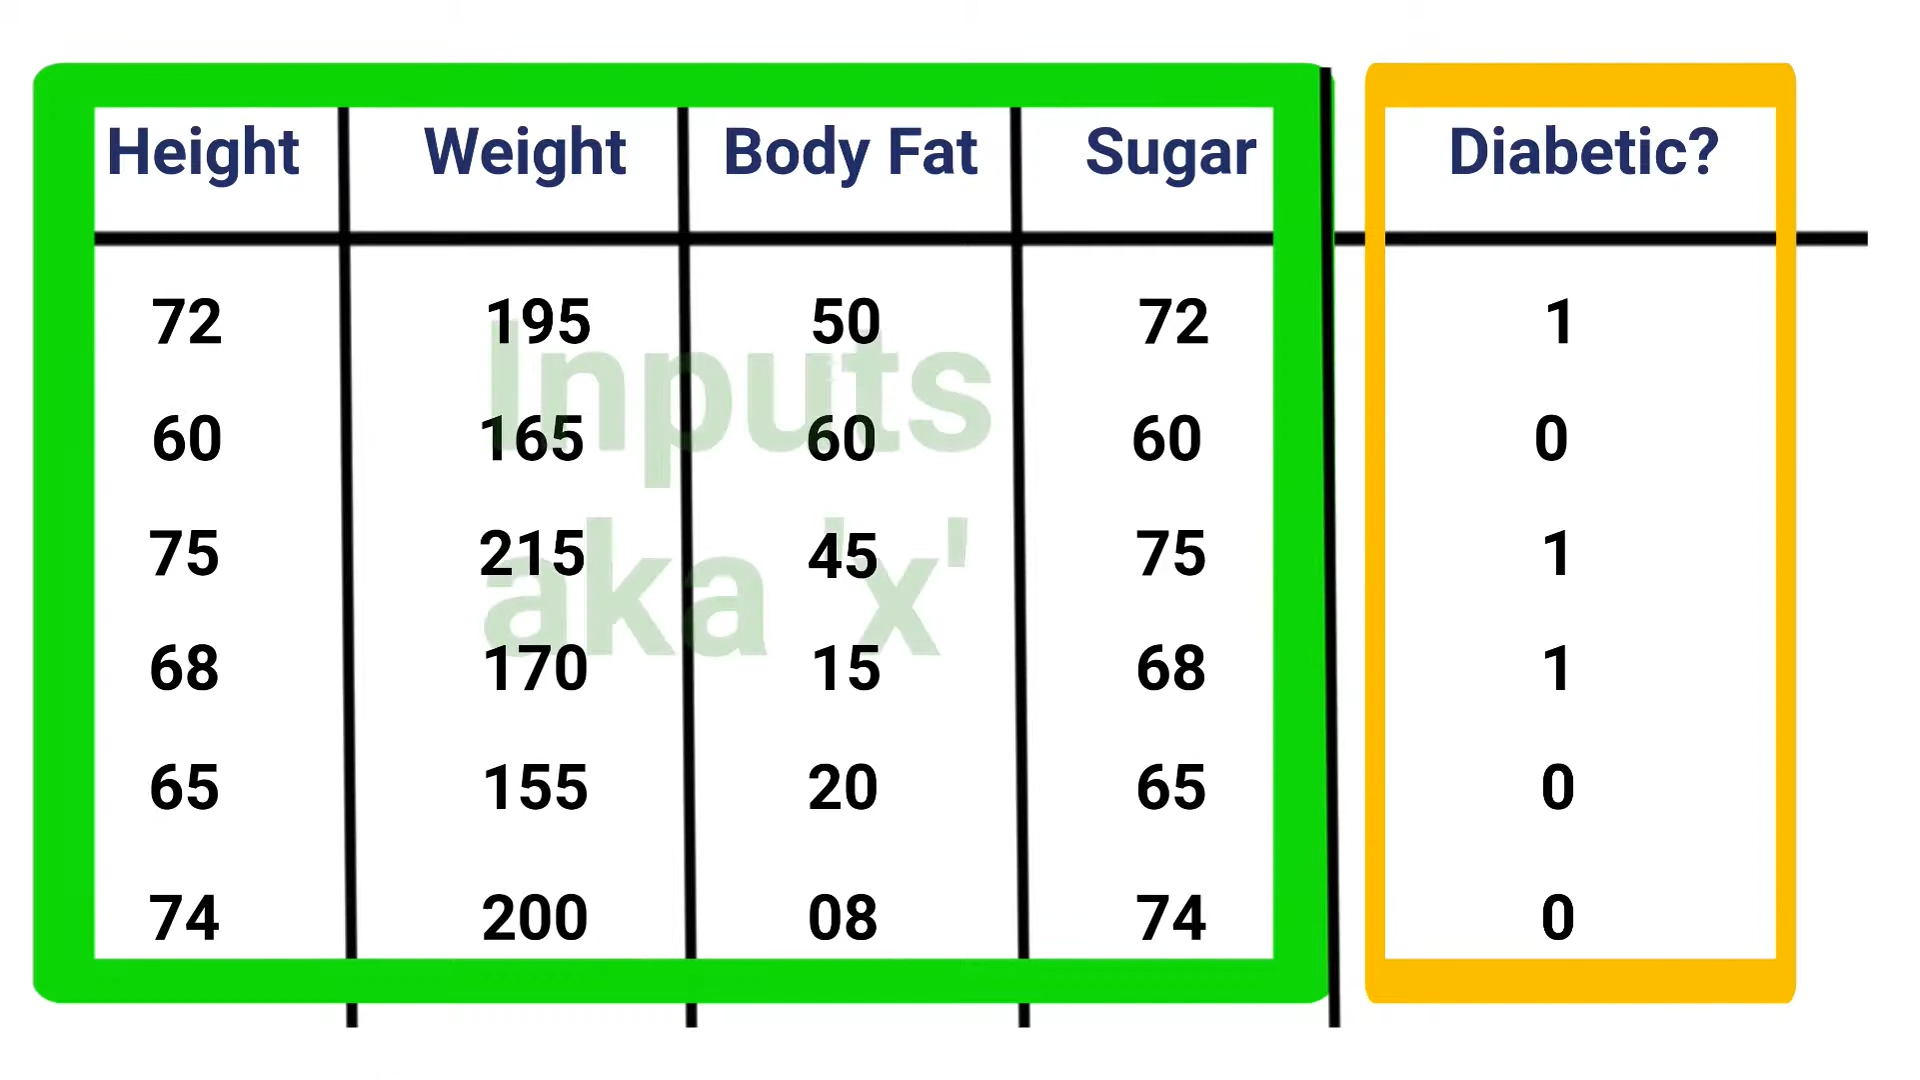 Height Weight Body Fat Sugar Diabetic?
72 195 50 72 1
Inputs
60 165 60 60 0
75 215 45 75 1
aka 'x'
68 170 15 68 1
65 155 20 65 0
74 200 08 74 0